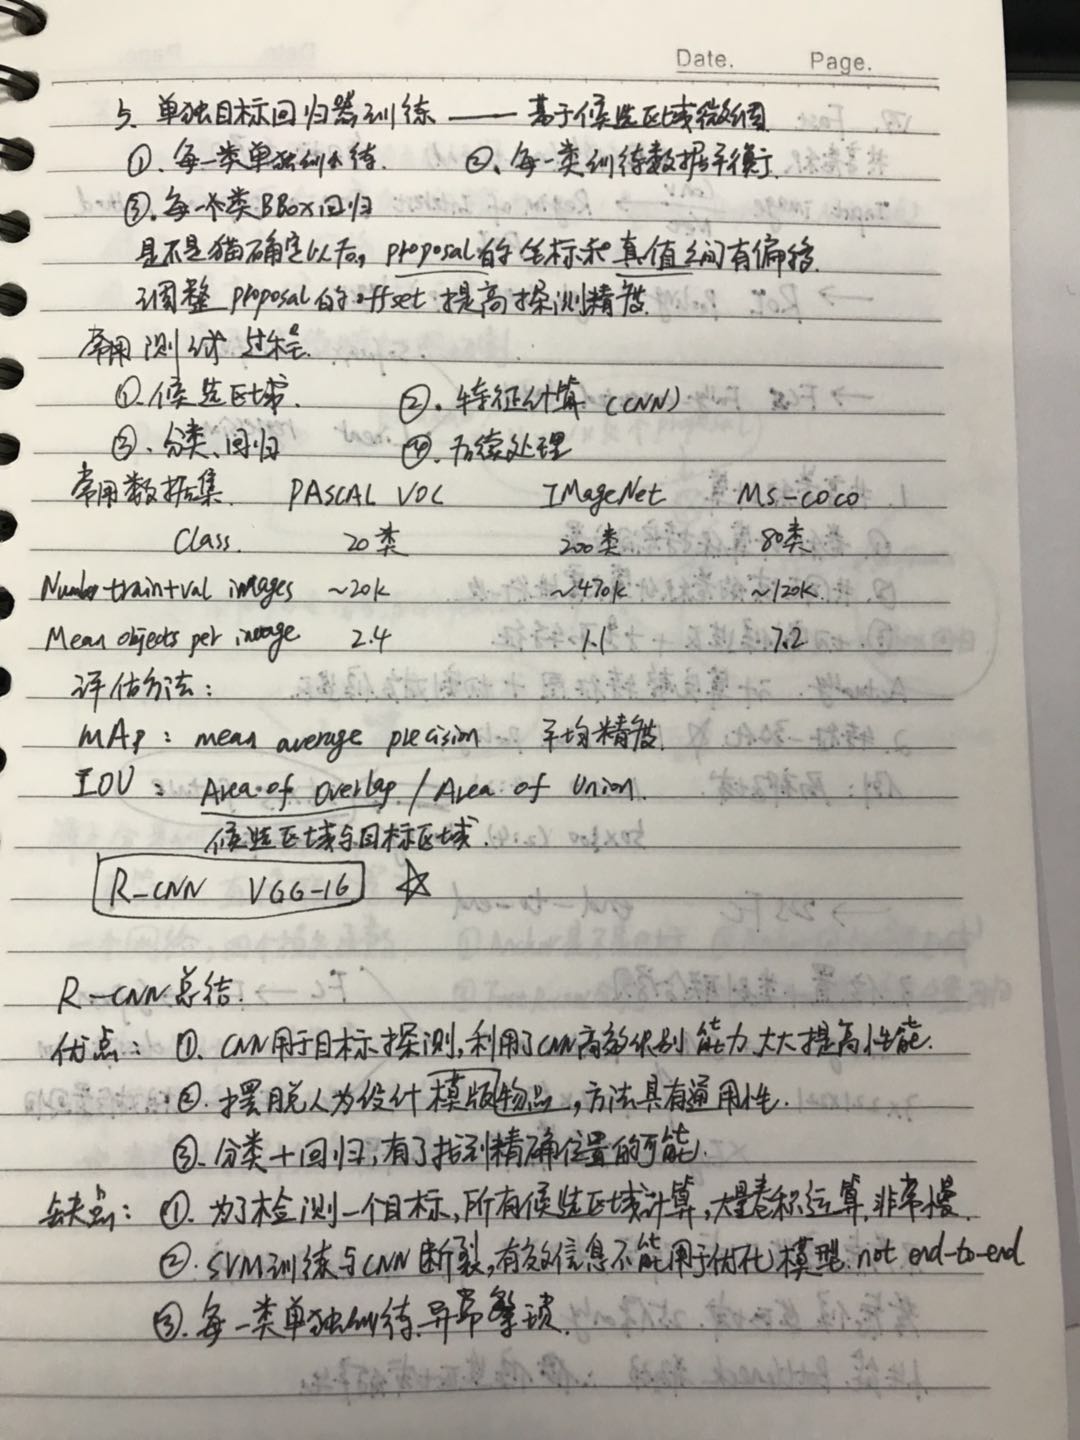 Date. Page.
5. 单独目标回归器训练 —— 基于候选区域微调
①. 每一类单独训练. ②. 每一类训练数据平衡.
③. 每一个类BBox回归
是不是猫确定以后, proposal的坐标和真值之间有偏移.
调整proposal的offset 提高探测精度.
常用测试过程.
①. 候选区域. ②. 特征计算 (CNN)
③. 分类、回归 ④. 后续处理
常用数据集. PASCAL VOC IMageNet Ms-coco
Class. 20类 200类 80类
Number train+val images ~20k ~470k ~120k.
Mean objects per image 2.4 1.1 7.2
评估方法:
mAp : mean average precision 平均精度.
IOU : Area of overlap / Area of Union.
候选区域与目标区域.
R-CNN VGG-16 ☆
R-CNN总结.
优点: ①. CNN用于目标探测, 利用了CNN高效识别能力 大大提高性能.
②. 摆脱人为设计模版物品, 方法具有通用性.
③. 分类+回归, 有了找到精确位置的可能.
缺点: ①. 为了检测一个目标, 所有候选区域计算, 大量卷积运算, 非常慢.
②. SVM训练与CNN断裂, 有效信息不能用于优化模型. not end-to-end
③. 每一类单独训练. 异常繁琐.